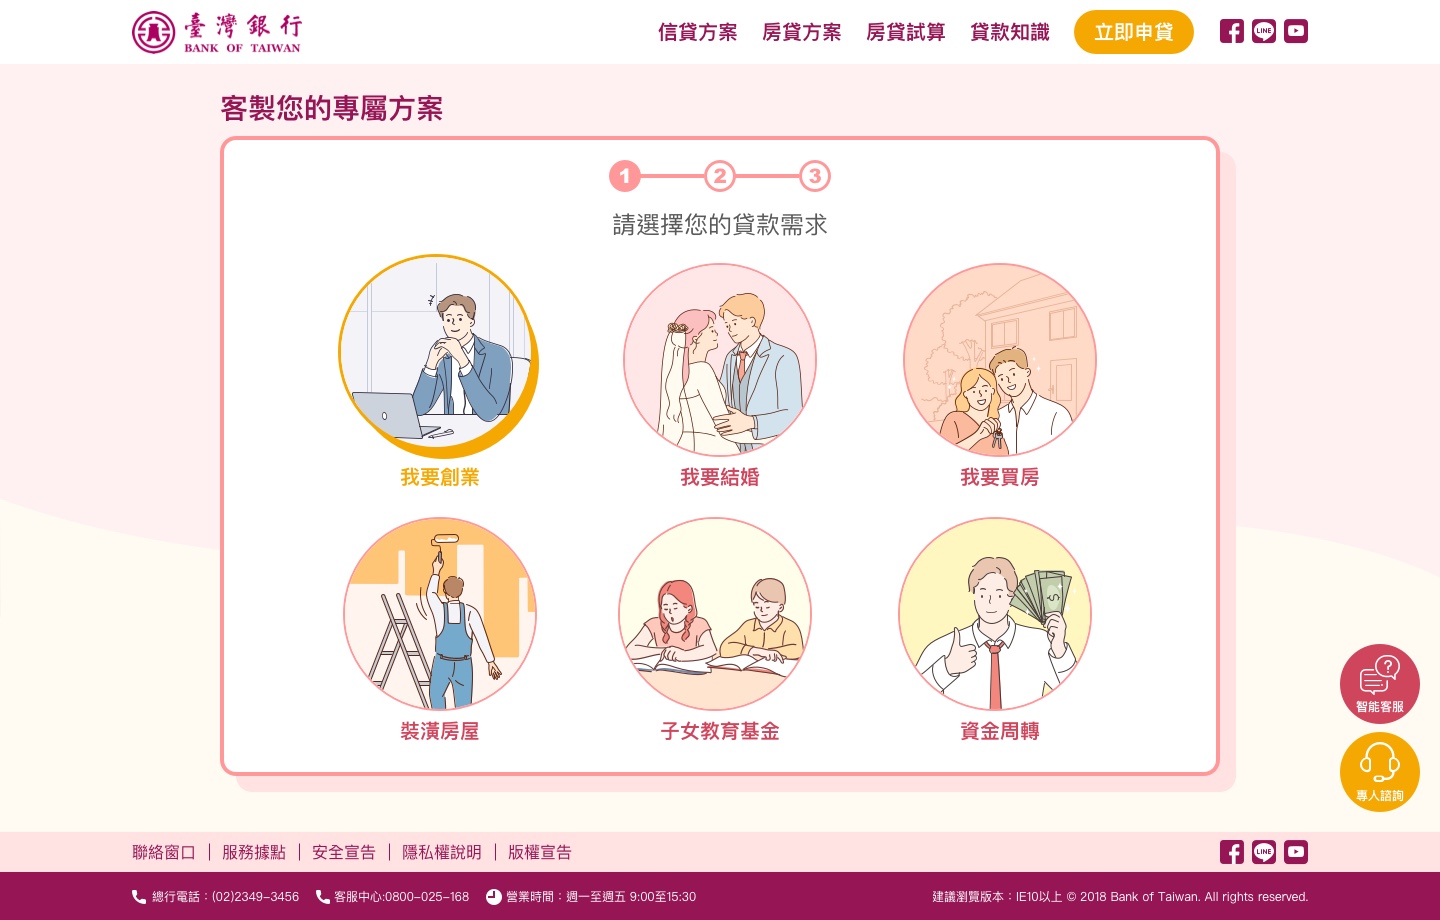 臺灣銀行
BANK OF TAIWAN
信貸方案 房貸方案 房貸試算 貸款知識 立即申貸 LINE
客製您的專屬方案
1 2 3
請選擇您的貸款需求
我要創業 我要結婚 我要買房
裝潢房屋 子女教育基金 資金周轉
智能客服
專人諮詢
聯絡窗口 | 服務據點 | 安全宣告 | 隱私權說明 | 版權宣告 LINE
總行電話：(02)2349-3456 客服中心:0800-025-168 營業時間：週一至週五 9:00至15:30 建議瀏覽版本：IE10以上 © 2018 Bank of Taiwan. All rights reserved.